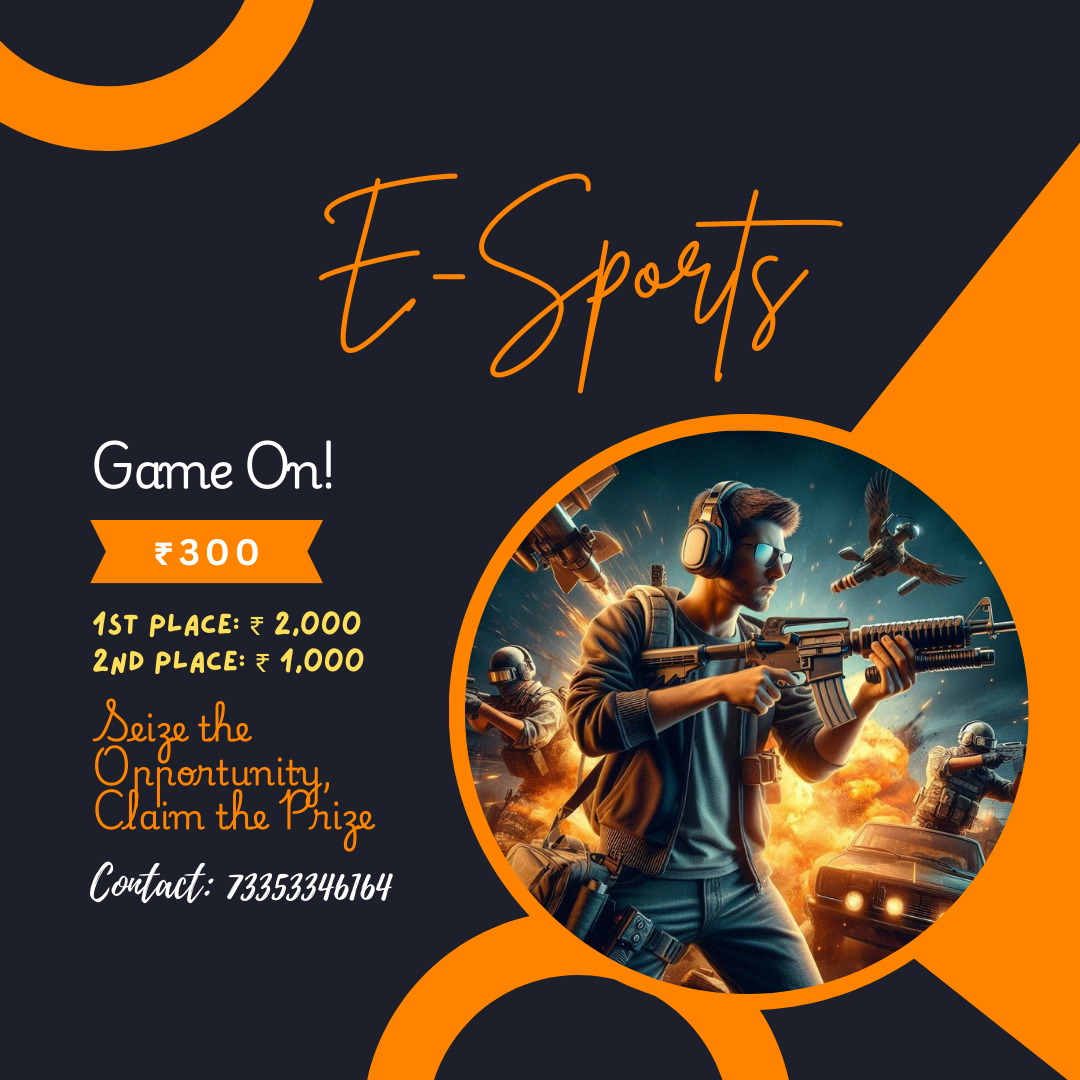 E-Sports
Game On!
₹300
1ST PLACE: ₹ 2,000
2ND PLACE: ₹ 1,000
Seize the
Opportunity,
Claim the Prize
Contact: 73353346164